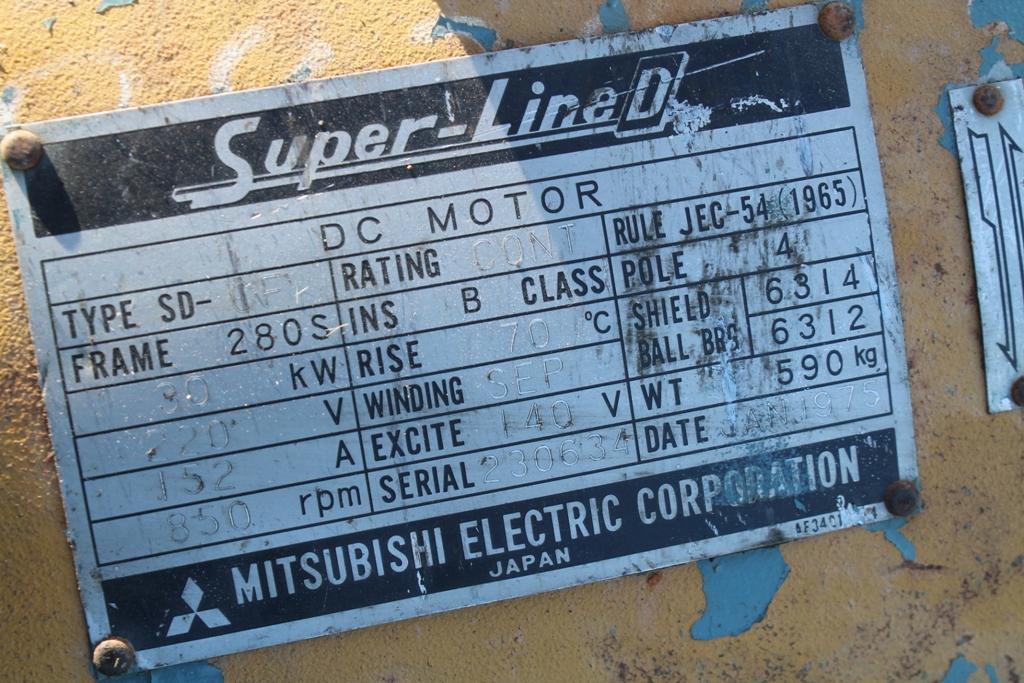 Super-Line D
DC MOTOR
TYPE SD- RATING CONT RULE JEC-54 (1965)
FRAME 280S INS B CLASS POLE 4
30 KW RISE 70 °C SHIELD BALL BRG 6314 6312
220 V WINDING SEP WT 590 kg
152 A EXCITE 140 V DATE JAN 1975
850 rpm SERIAL 230634
MITSUBISHI ELECTRIC CORPORATION
JAPAN